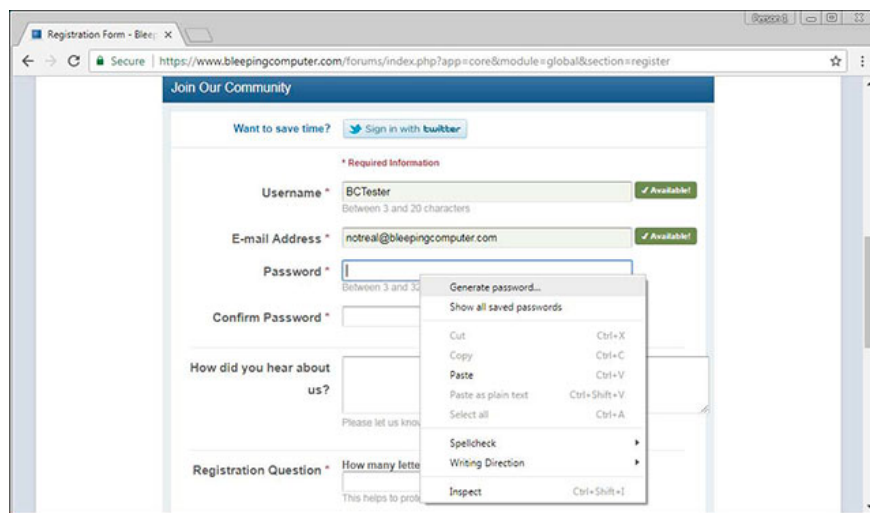 Registration Form - Bleep
Secure | https://www.bleepingcomputer.com/forums/index.php?app=core&module=global&section=register
Join Our Community
Want to save time? Sign in with twitter
* Required Information
Username * BCTester ✓ Available!
Between 3 and 20 characters
E-mail Address * notreal@bleepingcomputer.com ✓ Available!
Password *
Between 3 and 32
Generate password...
Show all saved passwords
Confirm Password *
Cut Ctrl+X
Copy Ctrl+C
Paste Ctrl+V
Paste as plain text Ctrl+Shift+V
Select all Ctrl+A
How did you hear about
us?
Please let us know
Spellcheck
Writing Direction
Inspect Ctrl+Shift+I
Registration Question * How many lette
This helps to prote